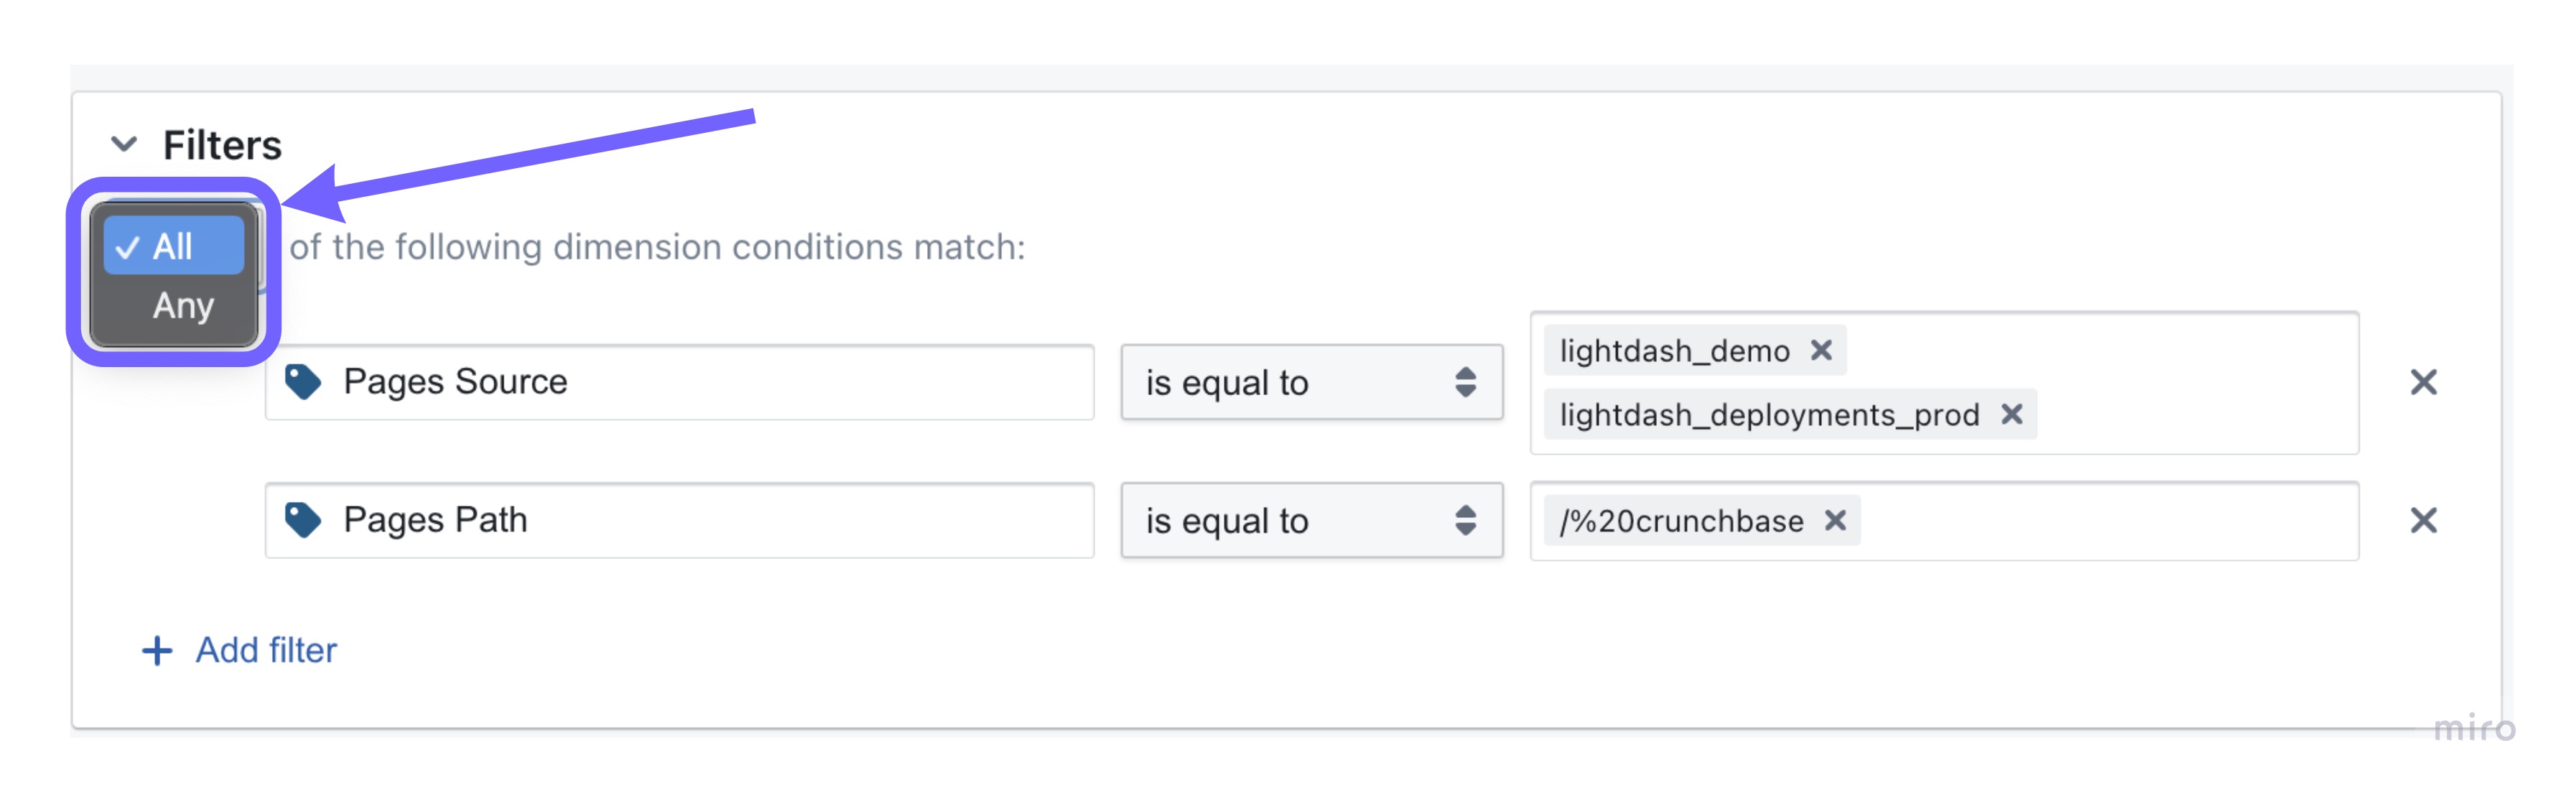 Filters
All of the following dimension conditions match:
Any
Pages Source is equal to lightdash_demo
lightdash_deployments_prod
Pages Path is equal to /%20crunchbase
Add filter
miro